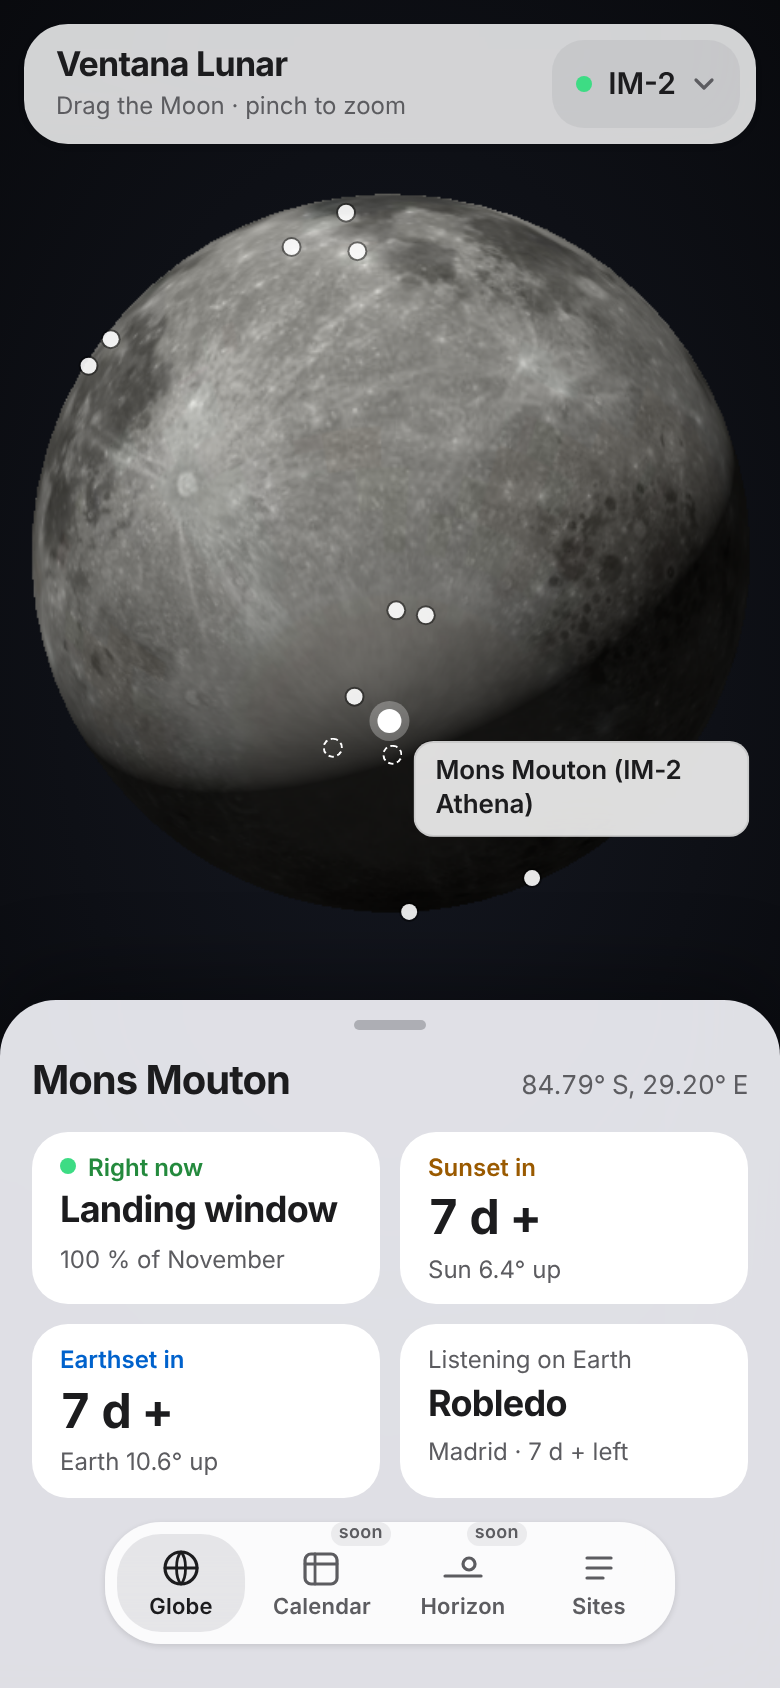 Ventana Lunar
Drag the Moon · pinch to zoom
IM-2
Mons Mouton (IM-2
Athena)
Mons Mouton
84.79° S, 29.20° E
Right now
Landing window
100 % of November
Sunset in
7 d +
Sun 6.4° up
Earthset in
7 d +
Earth 10.6° up
Listening on Earth
Robledo
Madrid · 7 d + left
soon
soon
Globe
Calendar
Horizon
Sites